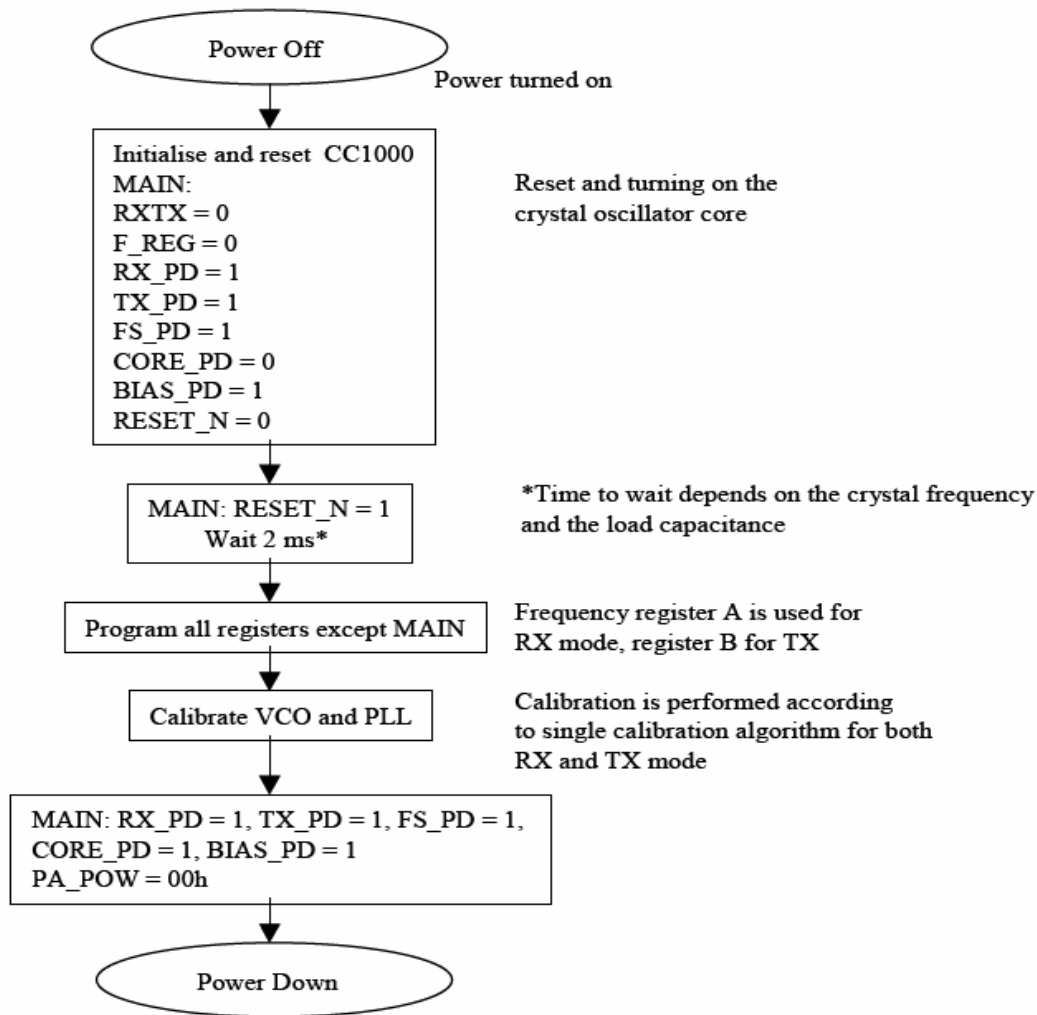 Power Off
Power turned on
Initialise and reset CC1000
MAIN:
RXTX = 0
F_REG = 0
RX_PD = 1
TX_PD = 1
FS_PD = 1
CORE_PD = 0
BIAS_PD = 1
RESET_N = 0
Reset and turning on the
crystal oscillator core
MAIN: RESET_N = 1
Wait 2 ms*
*Time to wait depends on the crystal frequency
and the load capacitance
Program all registers except MAIN
Frequency register A is used for
RX mode, register B for TX
Calibrate VCO and PLL
Calibration is performed according
to single calibration algorithm for both
RX and TX mode
MAIN: RX_PD = 1, TX_PD = 1, FS_PD = 1,
CORE_PD = 1, BIAS_PD = 1
PA_POW = 00h
Power Down